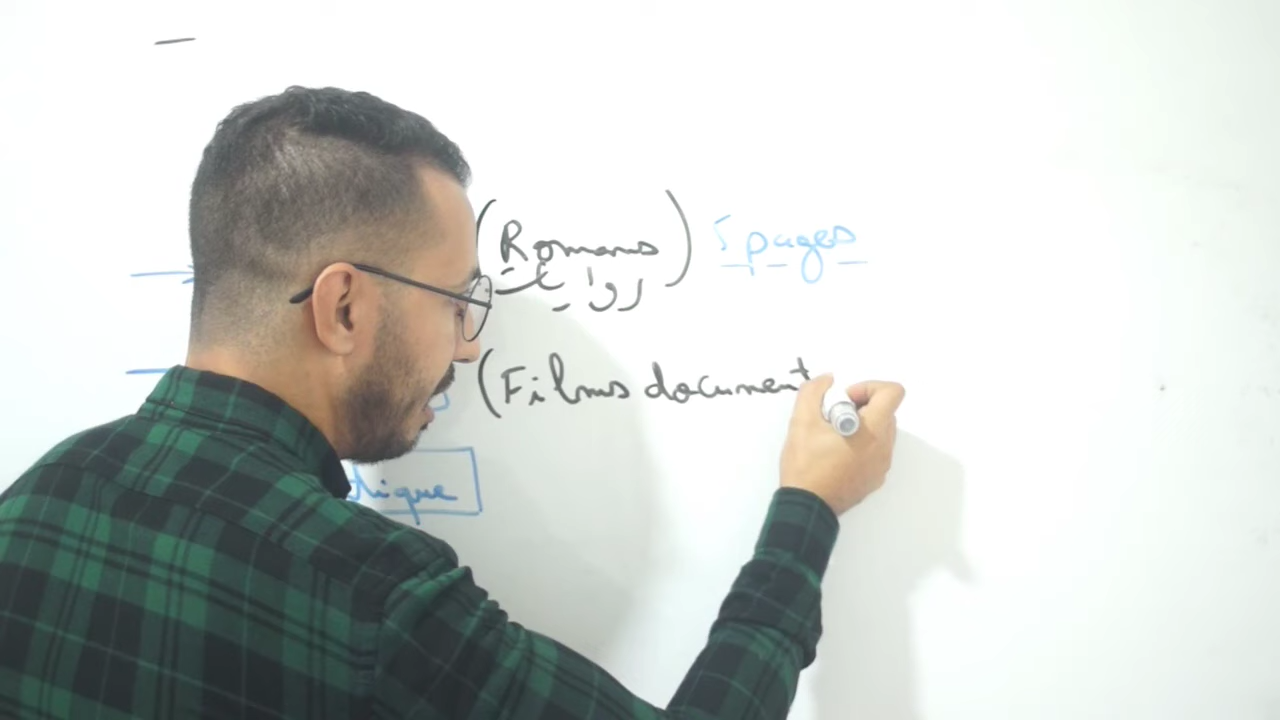 (Romans) 5 pages
روايات
(Films document
tique